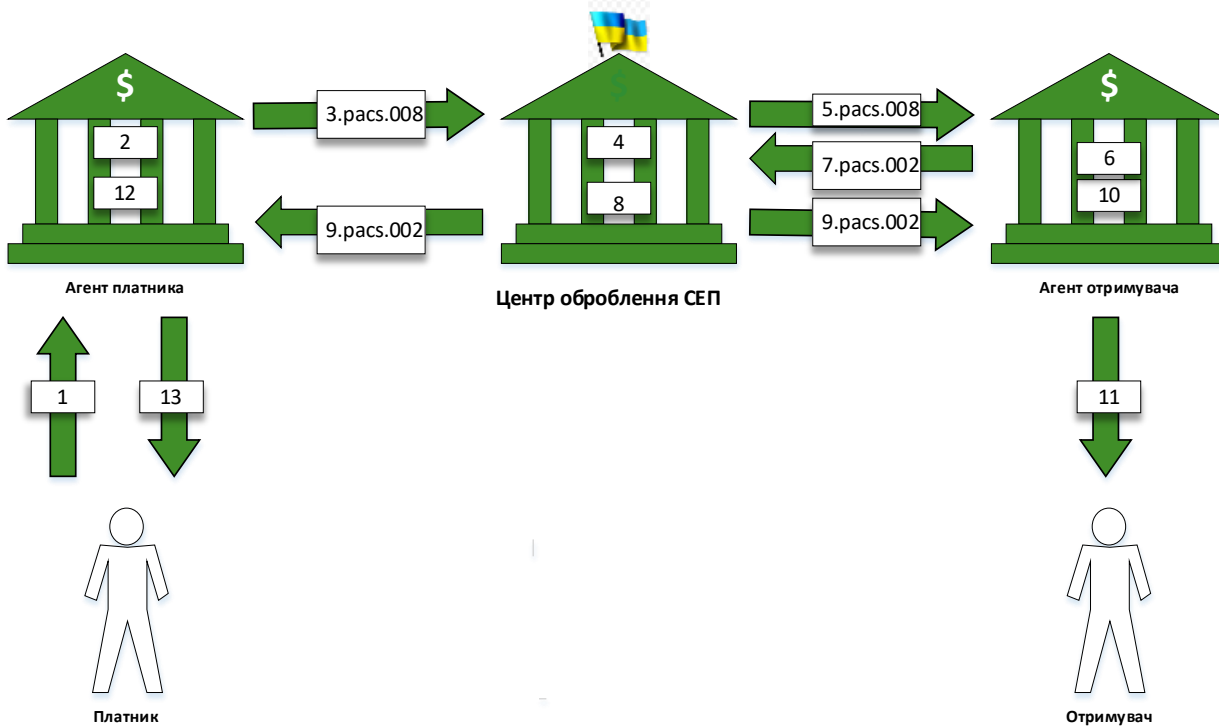 $
$
$
2
12
3.pacs.008
9.pacs.002
4
8
5.pacs.008
7.pacs.002
9.pacs.002
6
10
Агент платника
Центр оброблення СЕП
Агент отримувача
1
13
11
Платник
Отримувач